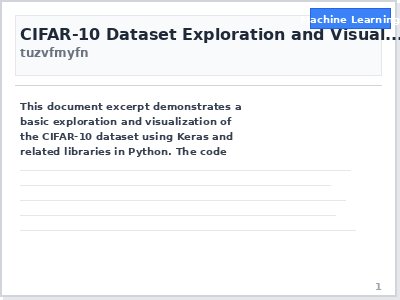 achine Learning
CIFAR-10 Dataset Exploration and Visual...
tuzvfmyfn
This document excerpt demonstrates a
basic exploration and visualization of
the CIFAR-10 dataset using Keras and
related libraries in Python. The code
1